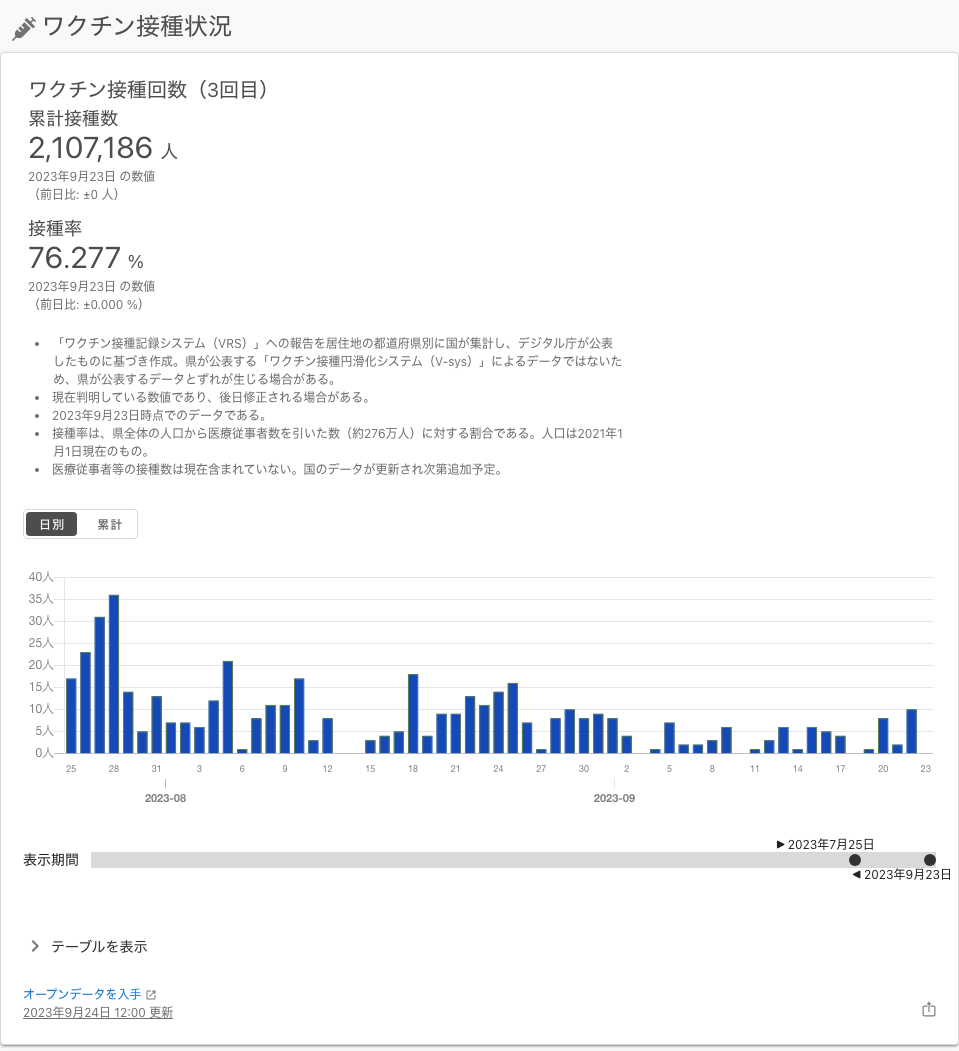 ワクチン接種状況
ワクチン接種回数（3回目）
累計接種数
2,107,186 人
2023年9月23日 の数値
（前日比: ±0 人）
接種率
76.277 %
2023年9月23日 の数値
（前日比: ±0.000 %）
• 「ワクチン接種記録システム（VRS）」への報告を居住地の都道府県別に国が集計し、デジタル庁が公表
したものに基づき作成。県が公表する「ワクチン接種円滑化システム（V-sys）」によるデータではないた
め、県が公表するデータとずれが生じる場合がある。
• 現在判明している数値であり、後日修正される場合がある。
• 2023年9月23日時点でのデータである。
• 接種率は、県全体の人口から医療従事者数を引いた数（約276万人）に対する割合である。人口は2021年1
月1日現在のもの。
• 医療従事者等の接種数は現在含まれていない。国のデータが更新され次第追加予定。
日別 累計
40人
35人
30人
25人
20人
15人
10人
5人
0人
25 28 31 3 6 9 12 15 18 21 24 27 30 2 5 8 11 14 17 20 23
2023-08 2023-09
▶ 2023年7月25日
表示期間
◀ 2023年9月23日
テーブルを表示
オープンデータを入手
2023年9月24日 12:00 更新